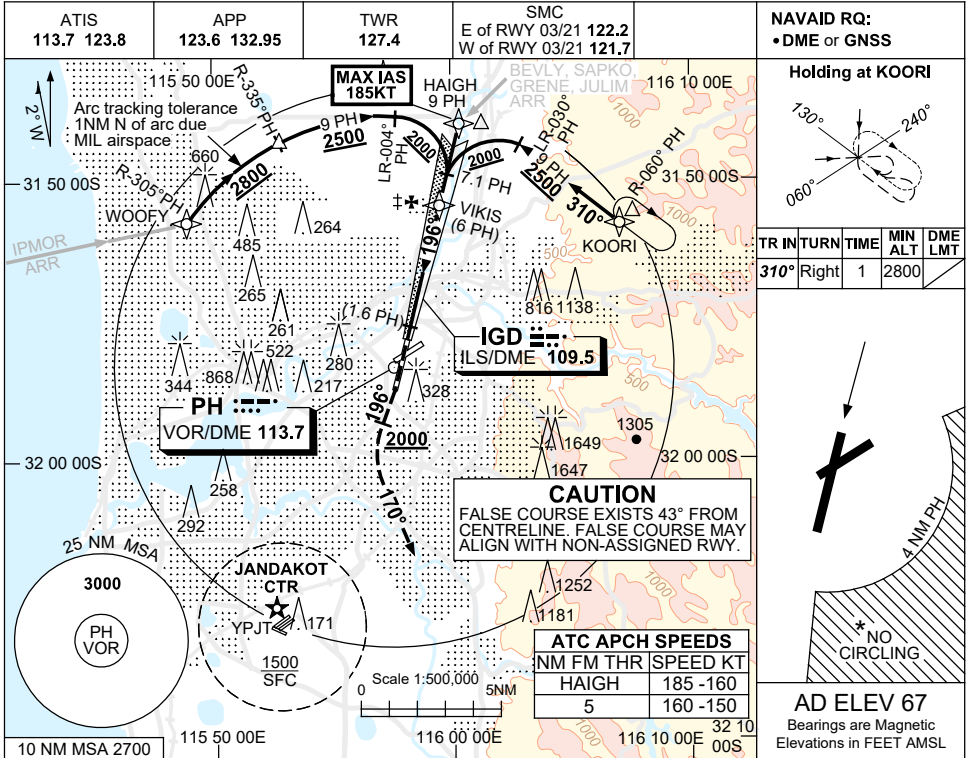 ATIS
113.7 123.8
APP
123.6 132.95
TWR
127.4
SMC
E of RWY 03/21 122.2
W of RWY 03/21 121.7
NAVAID RQ:
• DME or GNSS
2° W
115 50 00E
R-335° PH
MAX IAS
185KT
HAIGH
9 PH
BEVLY, SAPKO,
GRENE, JULIM
ARR
116 10 00E
1000
Arc tracking tolerance
1NM N of arc due
MIL airspace
9 PH
2500
2000
LR-004°
PH
LR-030°
PH
2000
9 PH
2500
7.1 PH
R-060° PH
660
2800
R-305°PH
31 50 00S
31 50 00S
WOOFY
264
VIKIS
(6 PH)
310°
KOORI
1000
IPMOR
ARR
485
196°
500
265
816
1138
261
(1.6 PH)
IGD
ILS/DME 109.5
280
522
344
868
217
328
500
PH
VOR/DME 113.7
196°
2000
1649
1305
1647
32 00 00S
32 00 00S
258
292
170°
CAUTION
FALSE COURSE EXISTS 43° FROM
CENTRELINE. FALSE COURSE MAY
ALIGN WITH NON-ASSIGNED RWY.
25 NM MSA
3000
PH
VOR
JANDAKOT
CTR
171
YPJT
1500
SFC
1252
1181
1000
ATC APCH SPEEDS
NM FM THR SPEED KT
HAIGH 185 -160
5 160 -150
Scale 1:500,000
0 5NM
10 NM MSA 2700
115 50 00E
116 00 00E
1000
116 10 00E
32 10
00S
Holding at KOORI
130°
240°
060°
TR IN TURN TIME MIN ALT DME LMT
310° Right 1 2800
4 NM PH
* NO
CIRCLING
AD ELEV 67
Bearings are Magnetic
Elevations in FEET AMSL